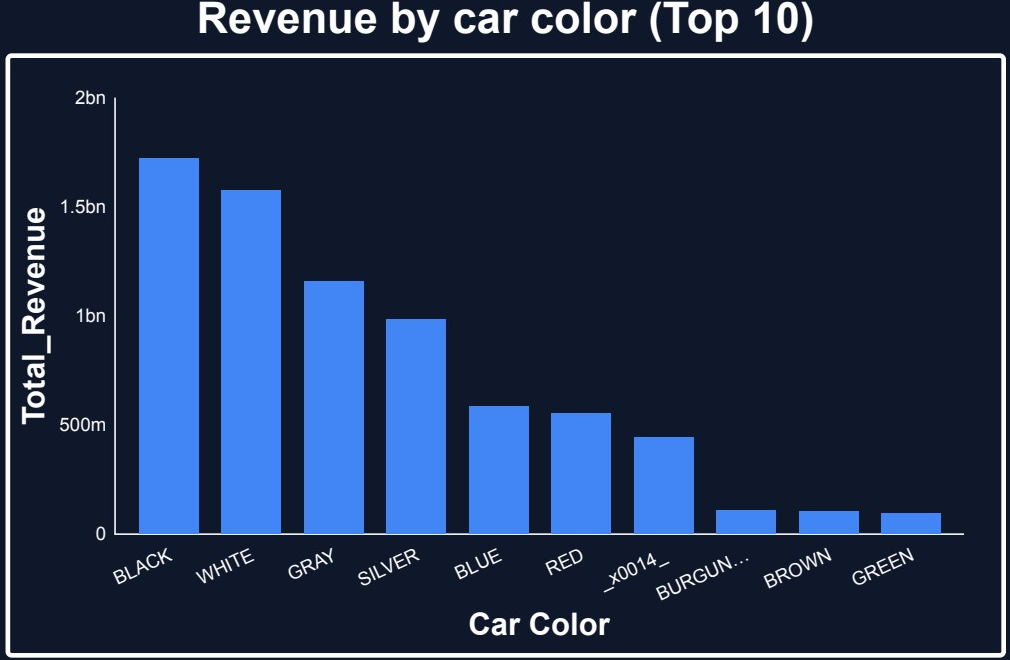 Revenue by car color (Top 10)
Total_Revenue
2bn
1.5bn
1bn
500m
0
BLACK
WHITE
GRAY
SILVER
BLUE
RED
_x0014_
BURGUN...
BROWN
GREEN
Car Color